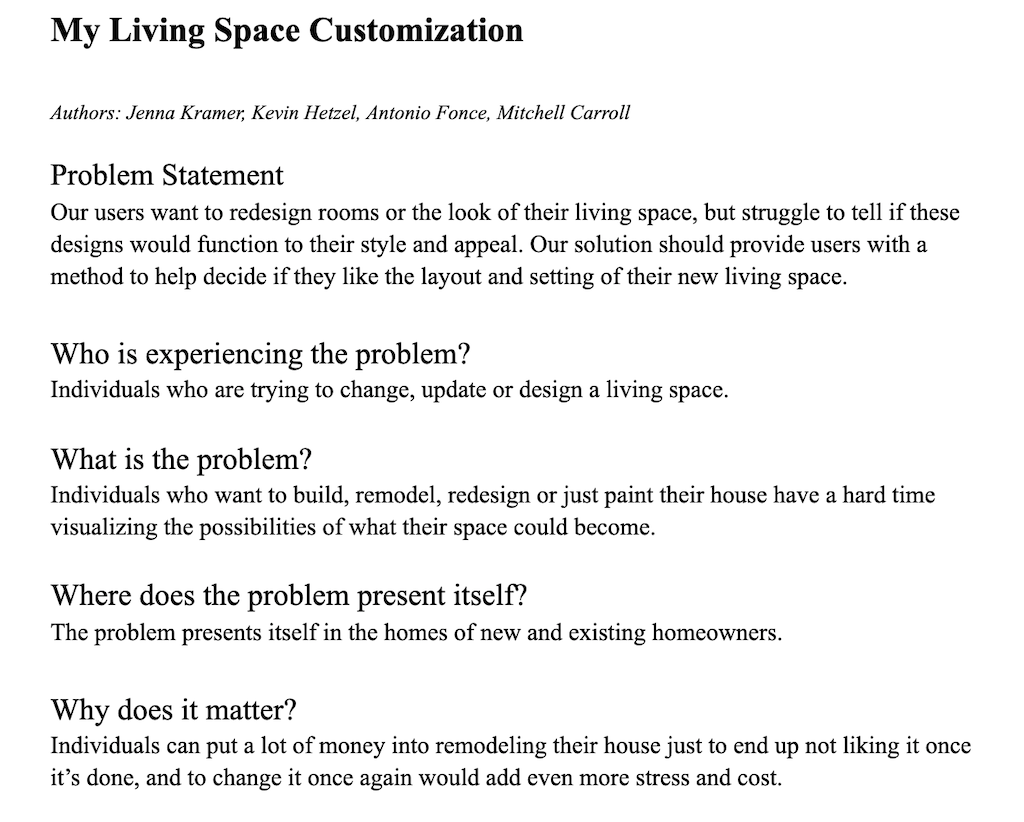 My Living Space Customization
Authors: Jenna Kramer, Kevin Hetzel, Antonio Fonce, Mitchell Carroll
Problem Statement
Our users want to redesign rooms or the look of their living space, but struggle to tell if these
designs would function to their style and appeal. Our solution should provide users with a
method to help decide if they like the layout and setting of their new living space.
Who is experiencing the problem?
Individuals who are trying to change, update or design a living space.
What is the problem?
Individuals who want to build, remodel, redesign or just paint their house have a hard time
visualizing the possibilities of what their space could become.
Where does the problem present itself?
The problem presents itself in the homes of new and existing homeowners.
Why does it matter?
Individuals can put a lot of money into remodeling their house just to end up not liking it once
it’s done, and to change it once again would add even more stress and cost.